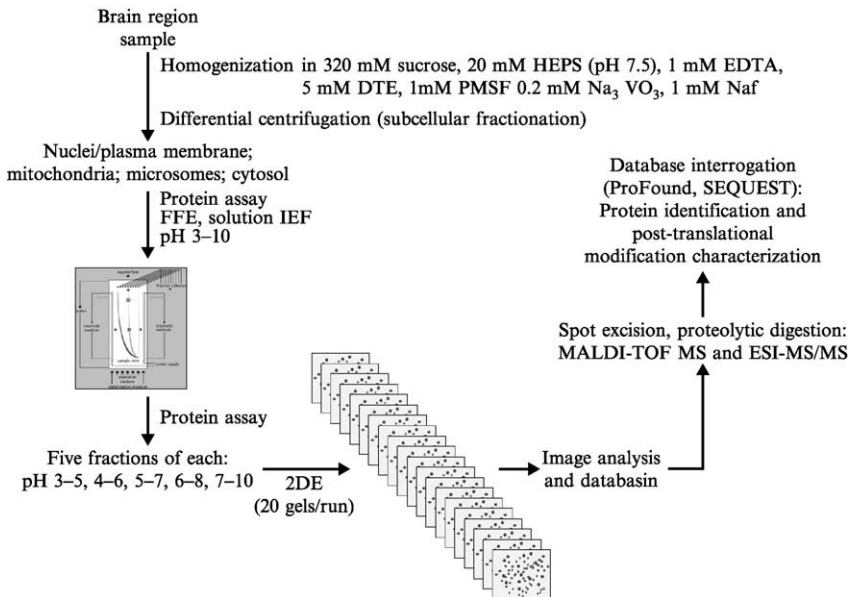 Brain region
sample
Homogenization in 320 mM sucrose, 20 mM HEPS (pH 7.5), 1 mM EDTA,
5 mM DTE, 1mM PMSF 0.2 mM Na₃ VO₃, 1 mM Naf
Differential centrifugation (subcellular fractionation)
Nuclei/plasma membrane;
mitochondria; microsomes; cytosol
Protein assay
FFE, solution IEF
pH 3–10
Protein assay
Five fractions of each:
pH 3–5, 4–6, 5–7, 6–8, 7–10
2DE
(20 gels/run)
Image analysis
and databasin
Spot excision, proteolytic digestion:
MALDI-TOF MS and ESI-MS/MS
Database interrogation
(ProFound, SEQUEST):
Protein identification and
post-translational
modification characterization